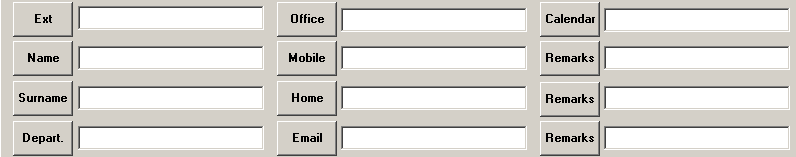 Ext Office Calendar
Name Mobile Remarks
Surname Home Remarks
Depart. Email Remarks